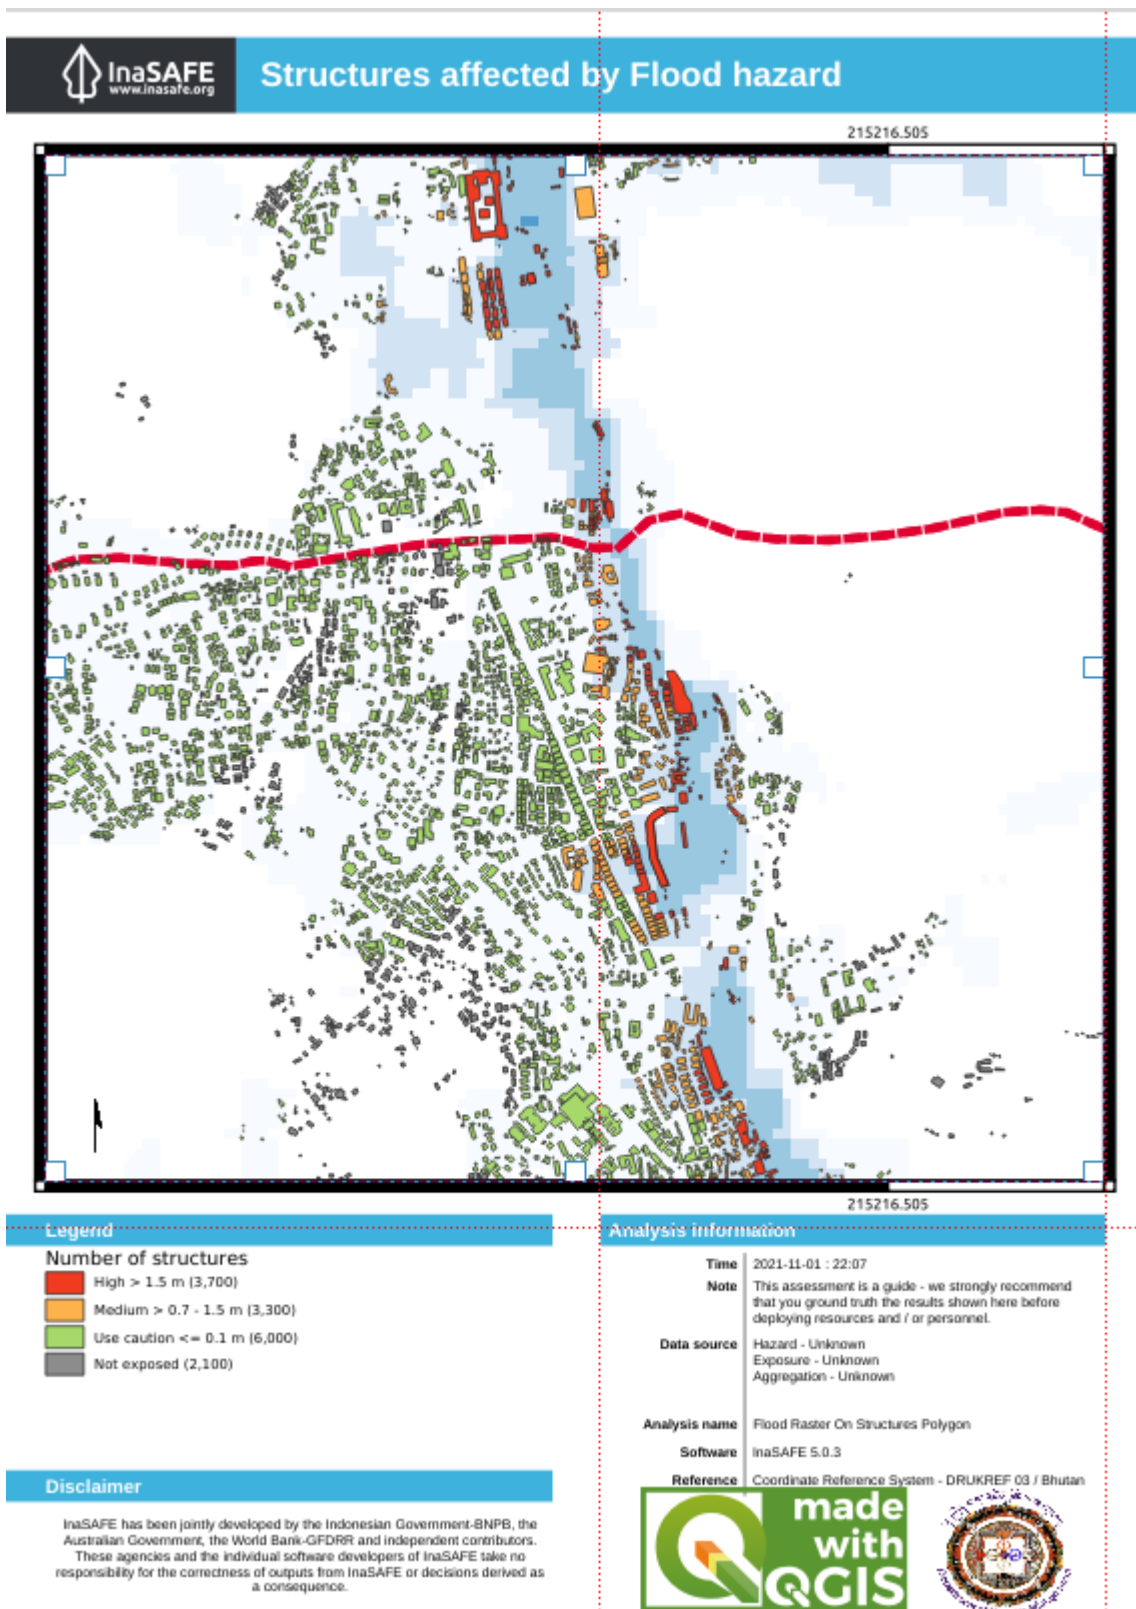 InaSAFE
www.inasafe.org
Structures affected by Flood hazard
215216.505
215216.505
Legend
Number of structures
High > 1.5 m (3,700)
Medium > 0.7 - 1.5 m (3,300)
Use caution <= 0.1 m (6,000)
Not exposed (2,100)
Analysis information
Time 2021-11-01 : 22:07
Note This assessment is a guide - we strongly recommend
that you ground truth the results shown here before
deploying resources and / or personnel.
Data source Hazard - Unknown
Exposure - Unknown
Aggregation - Unknown
Analysis name Flood Raster On Structures Polygon
Software InaSAFE 5.0.3
Reference Coordinate Reference System - DRUKREF 03 / Bhutan
Disclaimer
InaSAFE has been jointly developed by the Indonesian Government-BNPB, the
Australian Government, the World Bank-GFDRR and independent contributors.
These agencies and the individual software developers of InaSAFE take no
responsibility for the correctness of outputs from InaSAFE or decisions derived as
a consequence.
made
with
QGIS